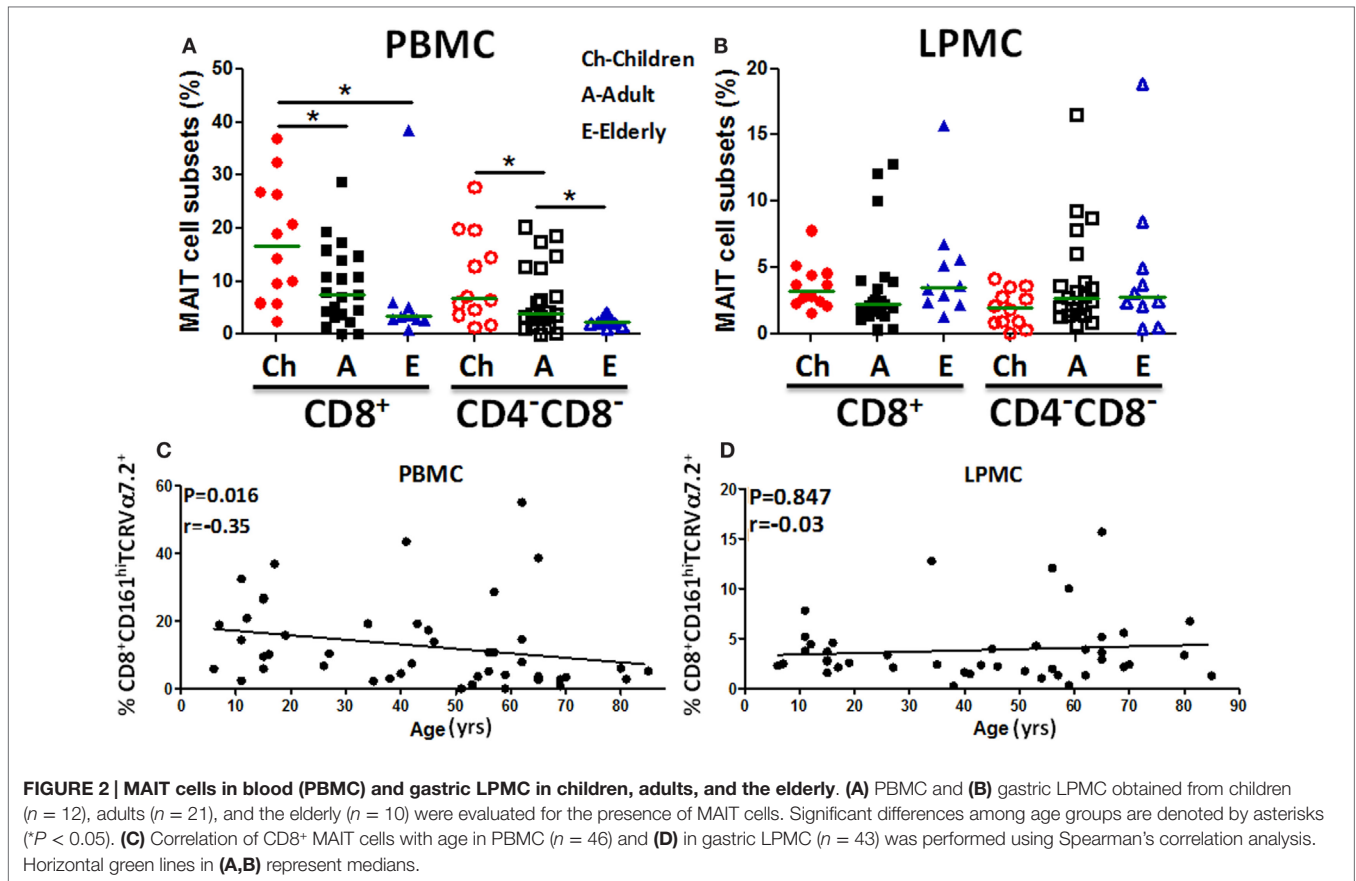 A
PBMC
MAIT cell subsets (%)
50
40
30
20
10
0
*
*
*
*
Ch
A
E
Ch
A
E
CD8⁺
CD4⁻CD8⁻
Ch-Children
A-Adult
E-Elderly
B
LPMC
MAIT cell subsets (%)
20
15
10
5
0
Ch
A
E
Ch
A
E
CD8⁺
CD4⁻CD8⁻
C
PBMC
% CD8⁺CD161ʰⁱTCRVα7.2⁺
P=0.016
r=-0.35
60
40
20
0
0 10 20 30 40 50 60 70 80
Age (yrs)
D
LPMC
% CD8⁺CD161ʰⁱTCRVα7.2⁺
P=0.847
r=-0.03
20
15
10
5
0
0 10 20 30 40 50 60 70 80 90
Age (yrs)
FIGURE 2 | MAIT cells in blood (PBMC) and gastric LPMC in children, adults, and the elderly. (A) PBMC and (B) gastric LPMC obtained from children
(n = 12), adults (n = 21), and the elderly (n = 10) were evaluated for the presence of MAIT cells. Significant differences among age groups are denoted by asterisks
(*P < 0.05). (C) Correlation of CD8⁺ MAIT cells with age in PBMC (n = 46) and (D) in gastric LPMC (n = 43) was performed using Spearman’s correlation analysis.
Horizontal green lines in (A,B) represent medians.